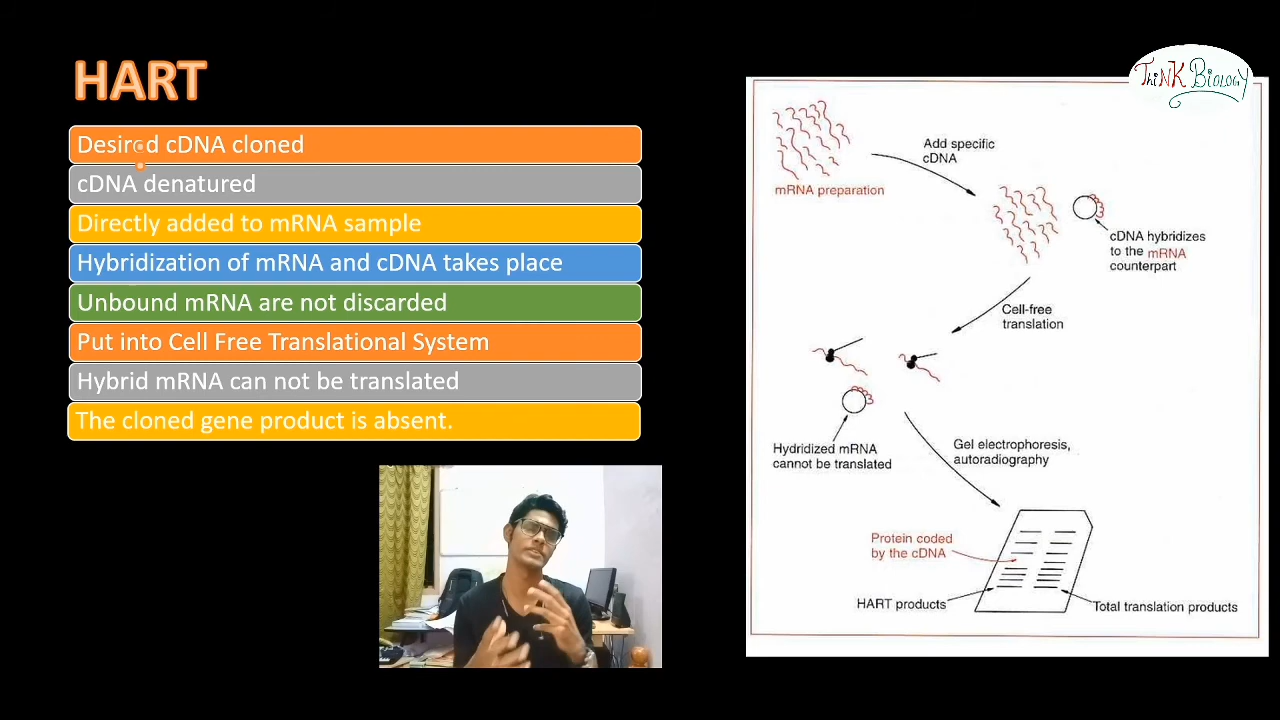 HART
Desired cDNA cloned
cDNA denatured
Directly added to mRNA sample
Hybridization of mRNA and cDNA takes place
Unbound mRNA are not discarded
Put into Cell Free Translational System
Hybrid mRNA can not be translated
The cloned gene product is absent.
ThiNK BiologY
mRNA preparation
Add specific
cDNA
cDNA hybridizes
to the mRNA
counterpart
Cell-free
translation
Hydridized mRNA
cannot be translated
Gel electrophoresis,
autoradiography
Protein coded
by the cDNA
HART products
Total translation products